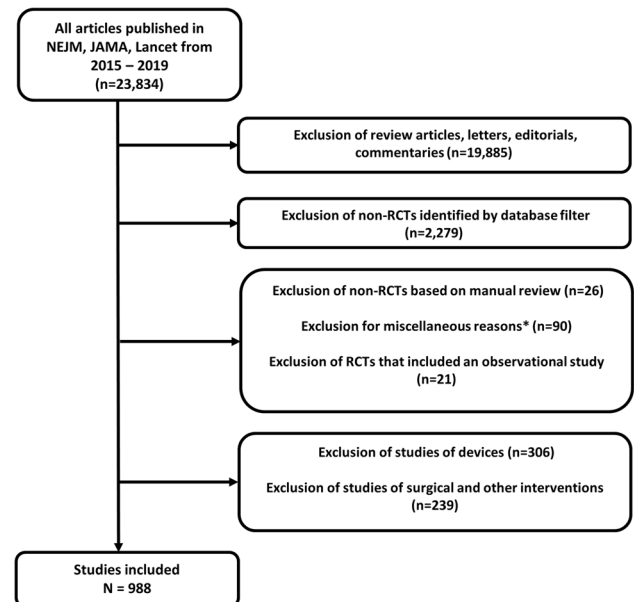 All articles published in
NEJM, JAMA, Lancet from
2015 – 2019
(n=23,834)
Exclusion of review articles, letters, editorials,
commentaries (n=19,885)
Exclusion of non-RCTs identified by database filter
(n=2,279)
Exclusion of non-RCTs based on manual review (n=26)
Exclusion for miscellaneous reasons* (n=90)
Exclusion of RCTs that included an observational study
(n=21)
Exclusion of studies of devices (n=306)
Exclusion of studies of surgical and other interventions
(n=239)
Studies included
N = 988